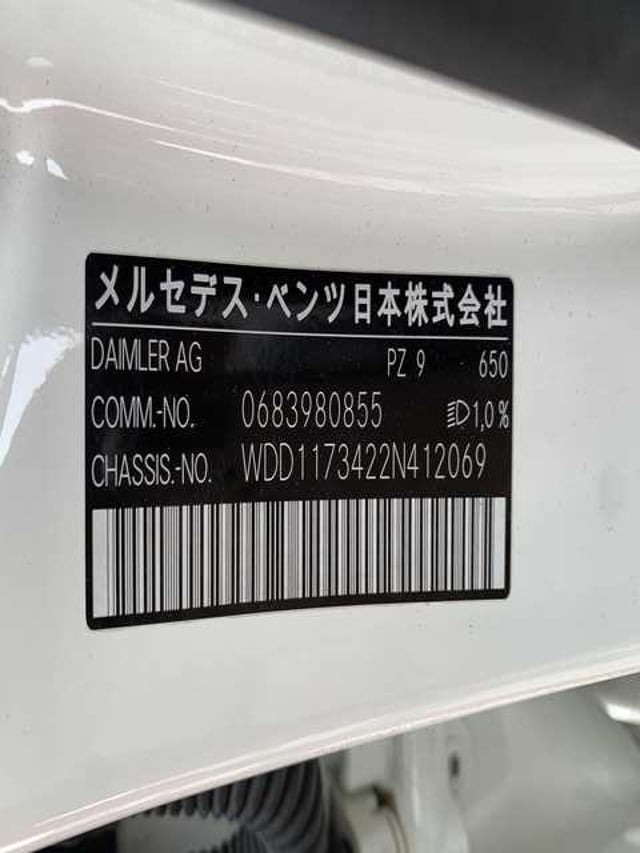 メルセデス・ベンツ日本株式会社
DAIMLER AG PZ 9 650
COMM.-NO. 0683980855 1,0%
CHASSIS.-NO. WDD1173422N412069